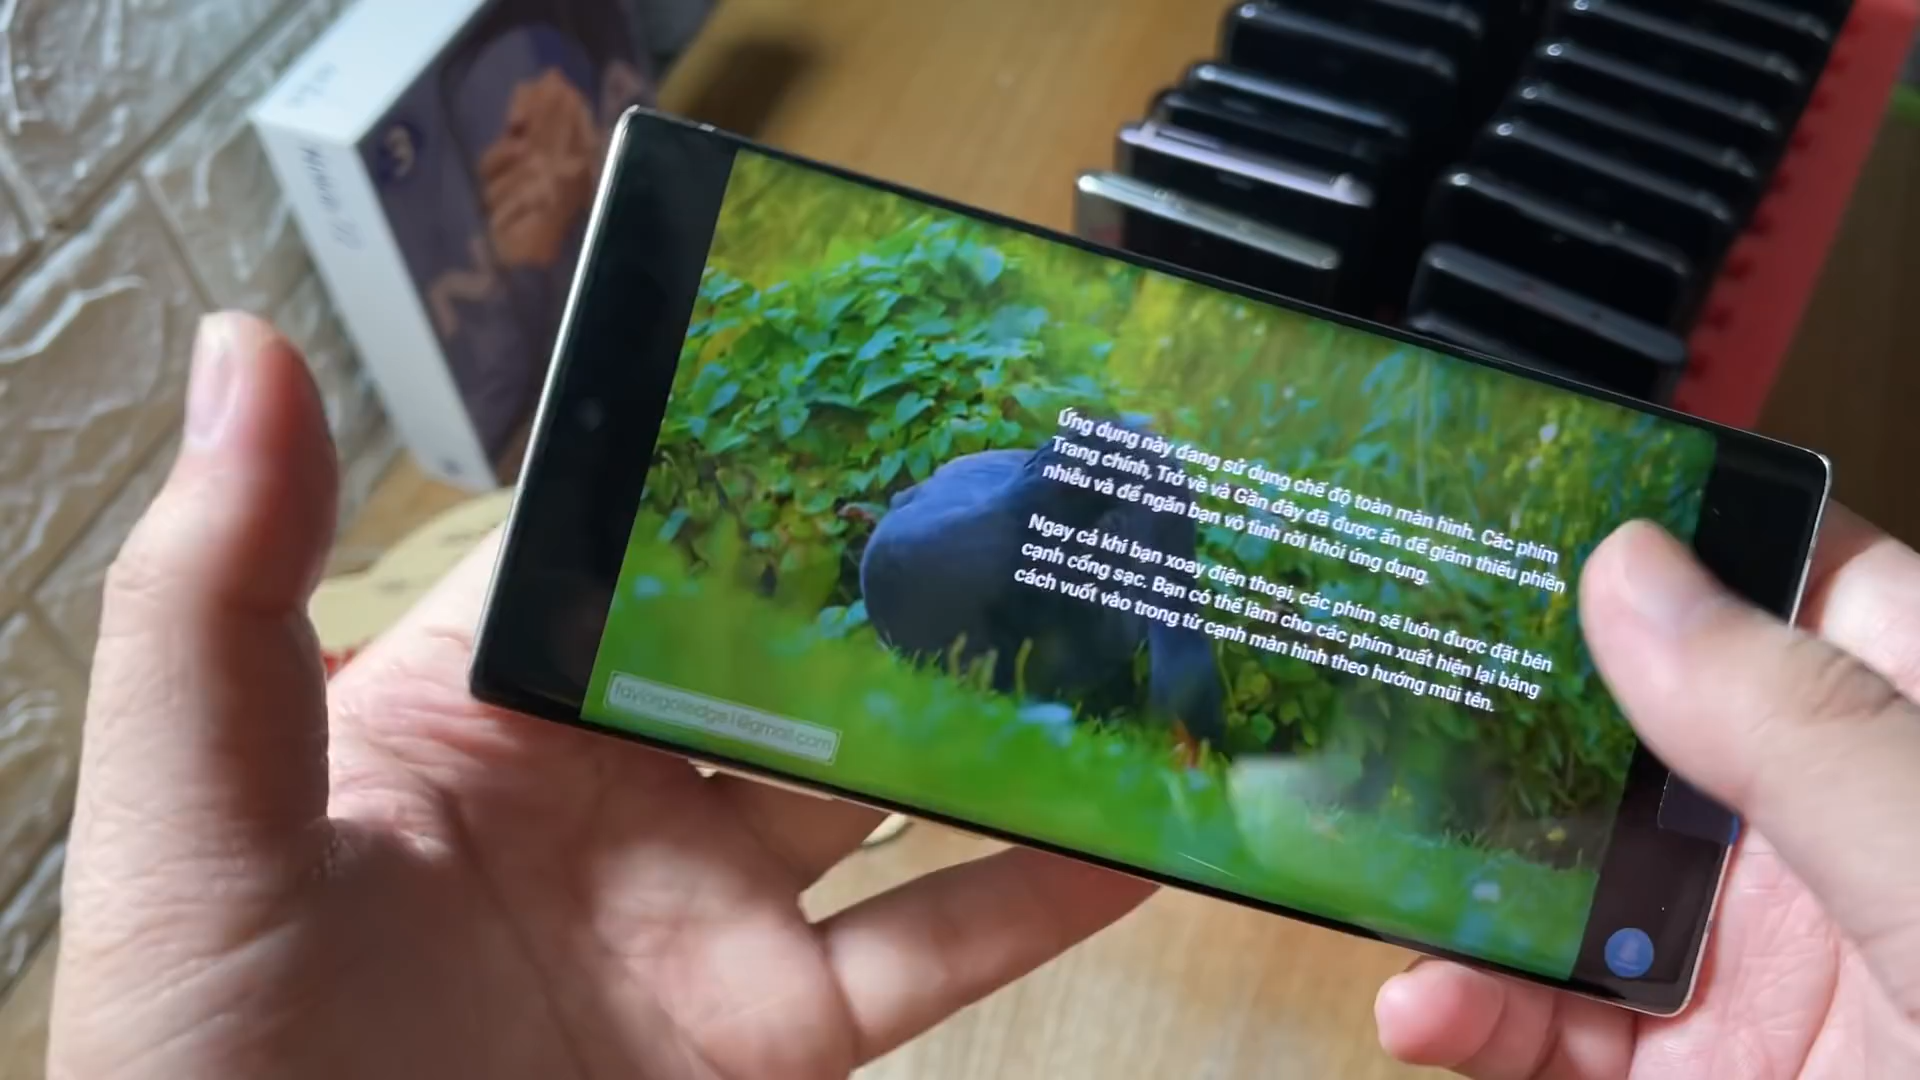 Ứng dụng này đang sử dụng chế độ toàn màn hình. Các phím
Trang chính, Trở về và Gần đây đã được ẩn để giảm thiểu phiền
nhiễu và để ngăn bạn vô tình rời khỏi ứng dụng.
Ngay cả khi bạn xoay điện thoại, các phím sẽ luôn được đặt bên
cạnh cổng sạc. Bạn có thể làm cho các phím xuất hiện lại bằng
cách vuốt vào trong từ cạnh màn hình theo hướng mũi tên.